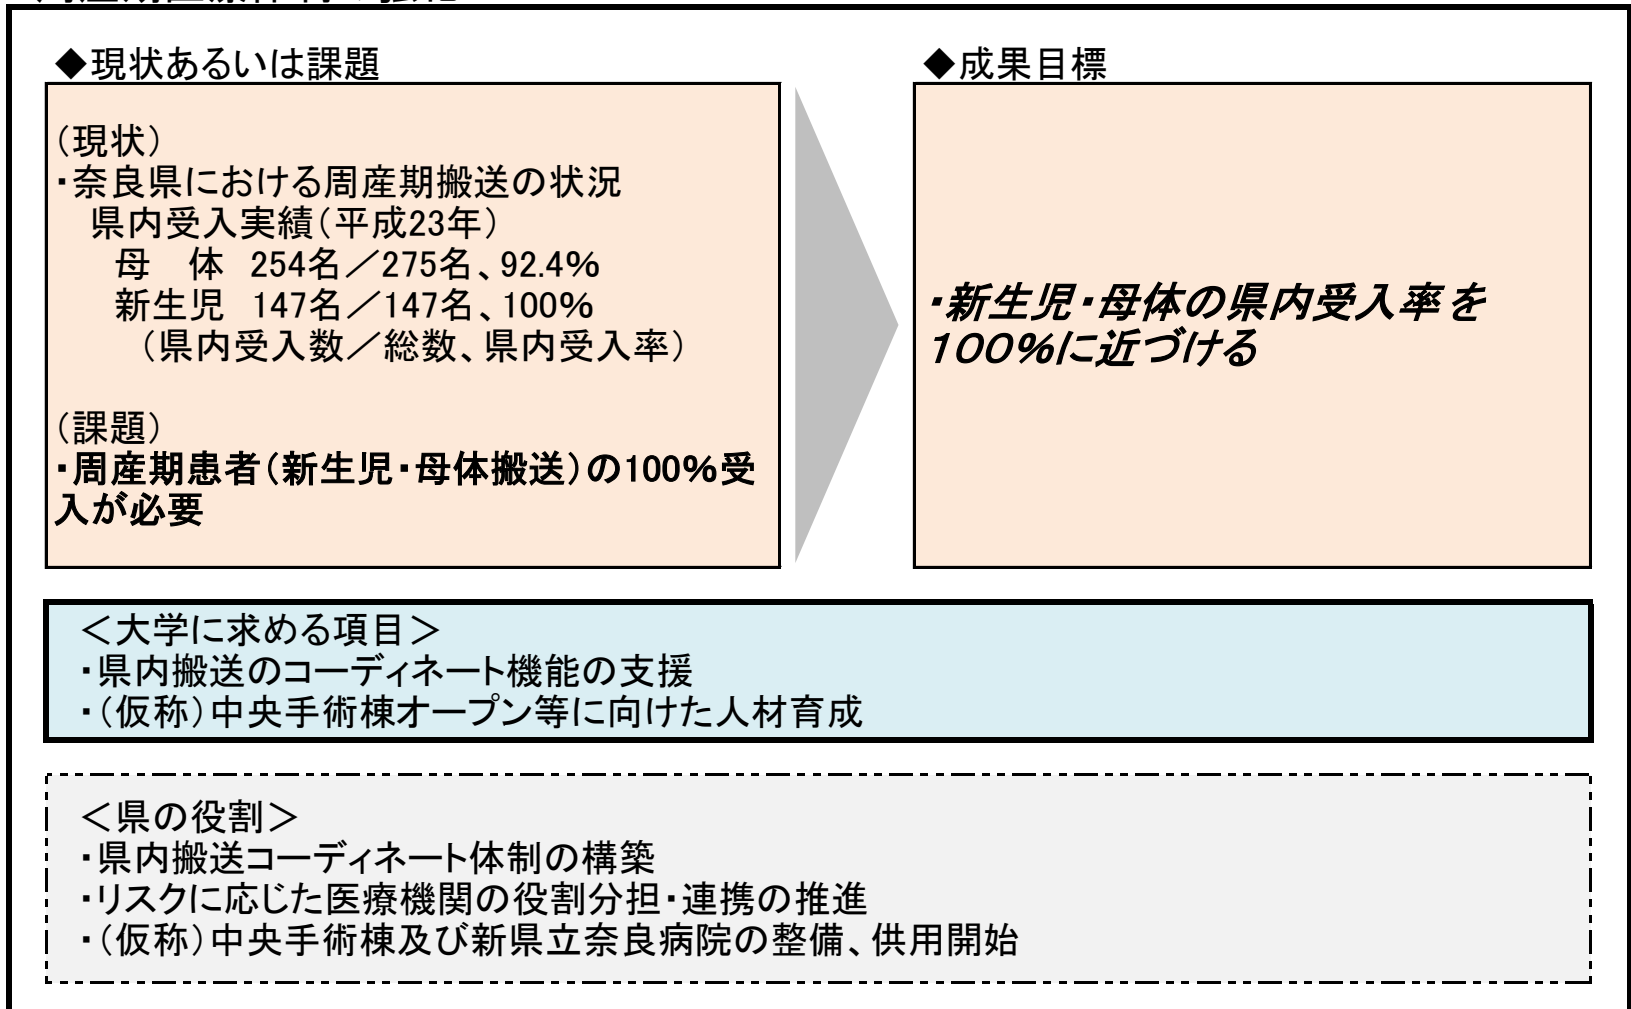 ◆現状あるいは課題
（現状）
・奈良県における周産期搬送の状況
県内受入実績（平成23年）
母　体　254名／275名、92.4％
新生児　147名／147名、100％
（県内受入数／総数、県内受入率）
（課題）
・周産期患者（新生児・母体搬送）の100％受
入が必要
◆成果目標
・新生児・母体の県内受入率を
１００％に近づける
＜大学に求める項目＞
・県内搬送のコーディネート機能の支援
・（仮称）中央手術棟オープン等に向けた人材育成
＜県の役割＞
・県内搬送コーディネート体制の構築
・リスクに応じた医療機関の役割分担・連携の推進
・（仮称）中央手術棟及び新県立奈良病院の整備、供用開始